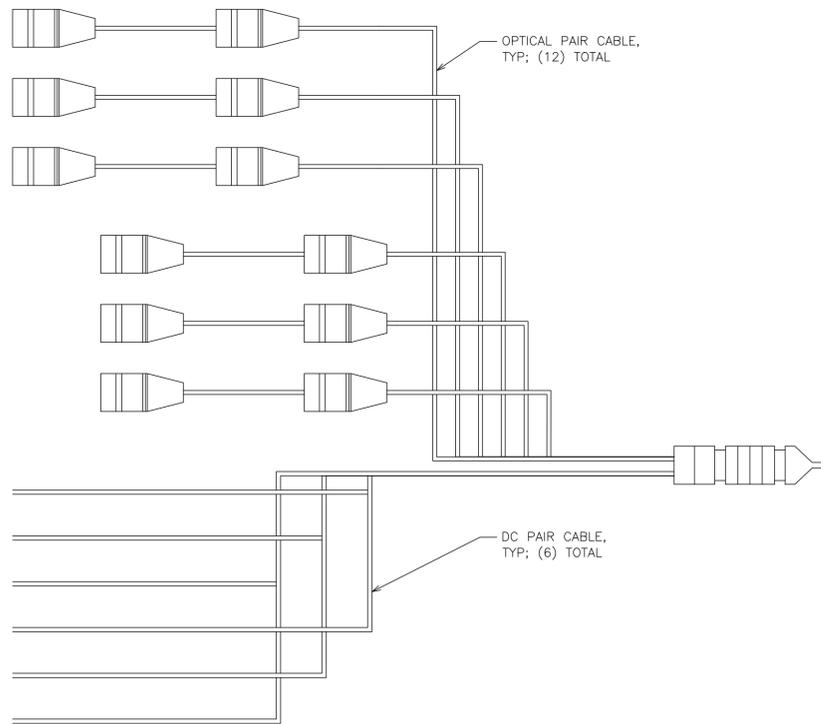 OPTICAL PAIR CABLE,
TYP; (12) TOTAL
DC PAIR CABLE,
TYP; (6) TOTAL